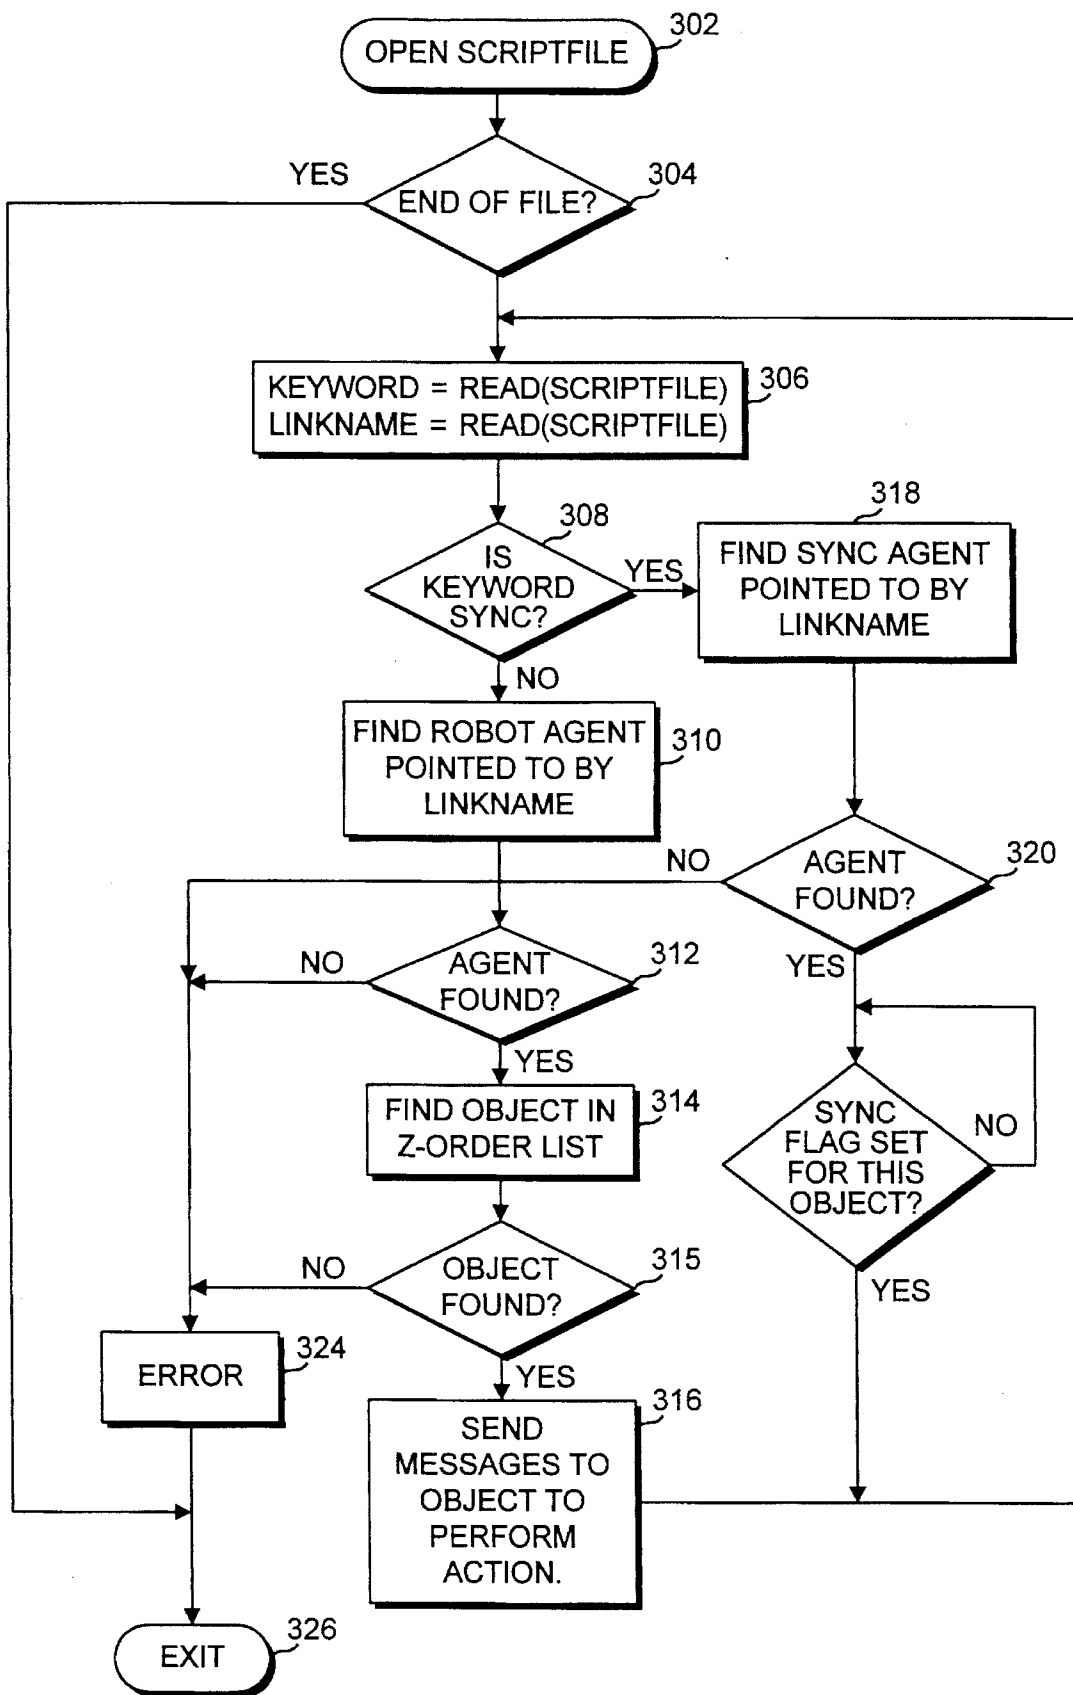 OPEN SCRIPTFILE
302
YES
END OF FILE?
304
KEYWORD = READ(SCRIPTFILE)
LINKNAME = READ(SCRIPTFILE)
306
IS
KEYWORD
SYNC?
308
YES
318
FIND SYNC AGENT
POINTED TO BY
LINKNAME
NO
FIND ROBOT AGENT
POINTED TO BY
LINKNAME
310
NO
AGENT
FOUND?
320
YES
NO
AGENT
FOUND?
312
YES
FIND OBJECT IN
Z-ORDER LIST
314
SYNC
FLAG SET
FOR THIS
OBJECT?
NO
YES
NO
OBJECT
FOUND?
315
YES
ERROR
324
SEND
MESSAGES TO
OBJECT TO
PERFORM
ACTION.
316
EXIT
326